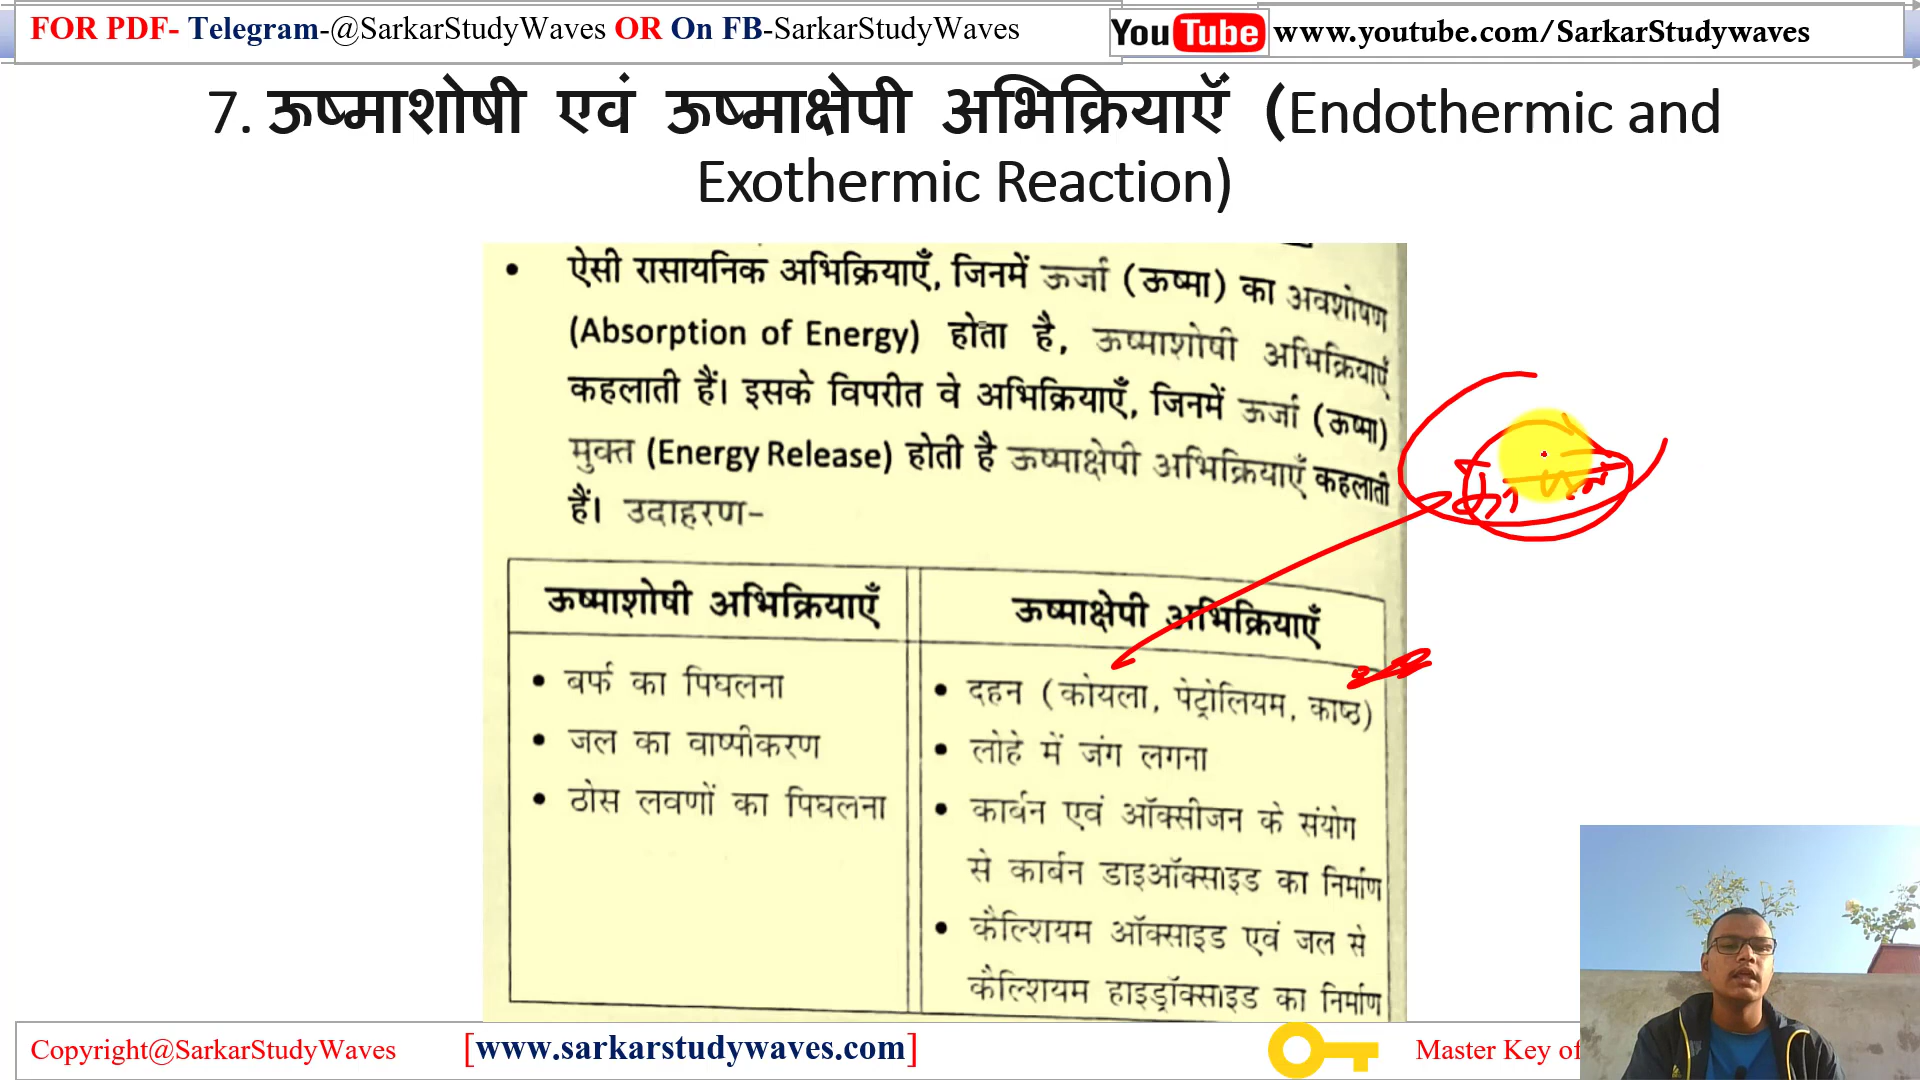 FOR PDF- Telegram-@SarkarStudyWaves OR On FB-SarkarStudyWaves
YouTube www.youtube.com/SarkarStudywaves
7. ऊष्माशोषी एवं ऊष्माक्षेपी अभिक्रियाऍं (Endothermic and
Exothermic Reaction)
• ऐसी रासायनिक अभिक्रियाएँ, जिनमें ऊर्जा (ऊष्मा) का अवशोषण
(Absorption of Energy) होता है, ऊष्माशोषी अभिक्रियाएँ
कहलाती हैं। इसके विपरीत वे अभिक्रियाएँ, जिनमें ऊर्जा (ऊष्मा)
मुक्त (Energy Release) होती है ऊष्माक्षेपी अभिक्रियाएँ कहलाती
हैं। उदाहरण-
ऊष्माशोषी अभिक्रियाएँ
• बर्फ का पिघलना
• जल का वाष्पीकरण
• ठोस लवणों का पिघलना
ऊष्माक्षेपी अभिक्रियाएँ
• दहन (कोयला, पेट्रोलियम, काष्ठ)
• लोहे में जंग लगना
• कार्बन एवं ऑक्सीजन के संयोग
से कार्बन डाइऑक्साइड का निर्माण
• कैल्शियम ऑक्साइड एवं जल से
कैल्शियम हाइड्रॉक्साइड का निर्माण
Copyright@SarkarStudyWaves
[www.sarkarstudywaves.com]
Master Key of